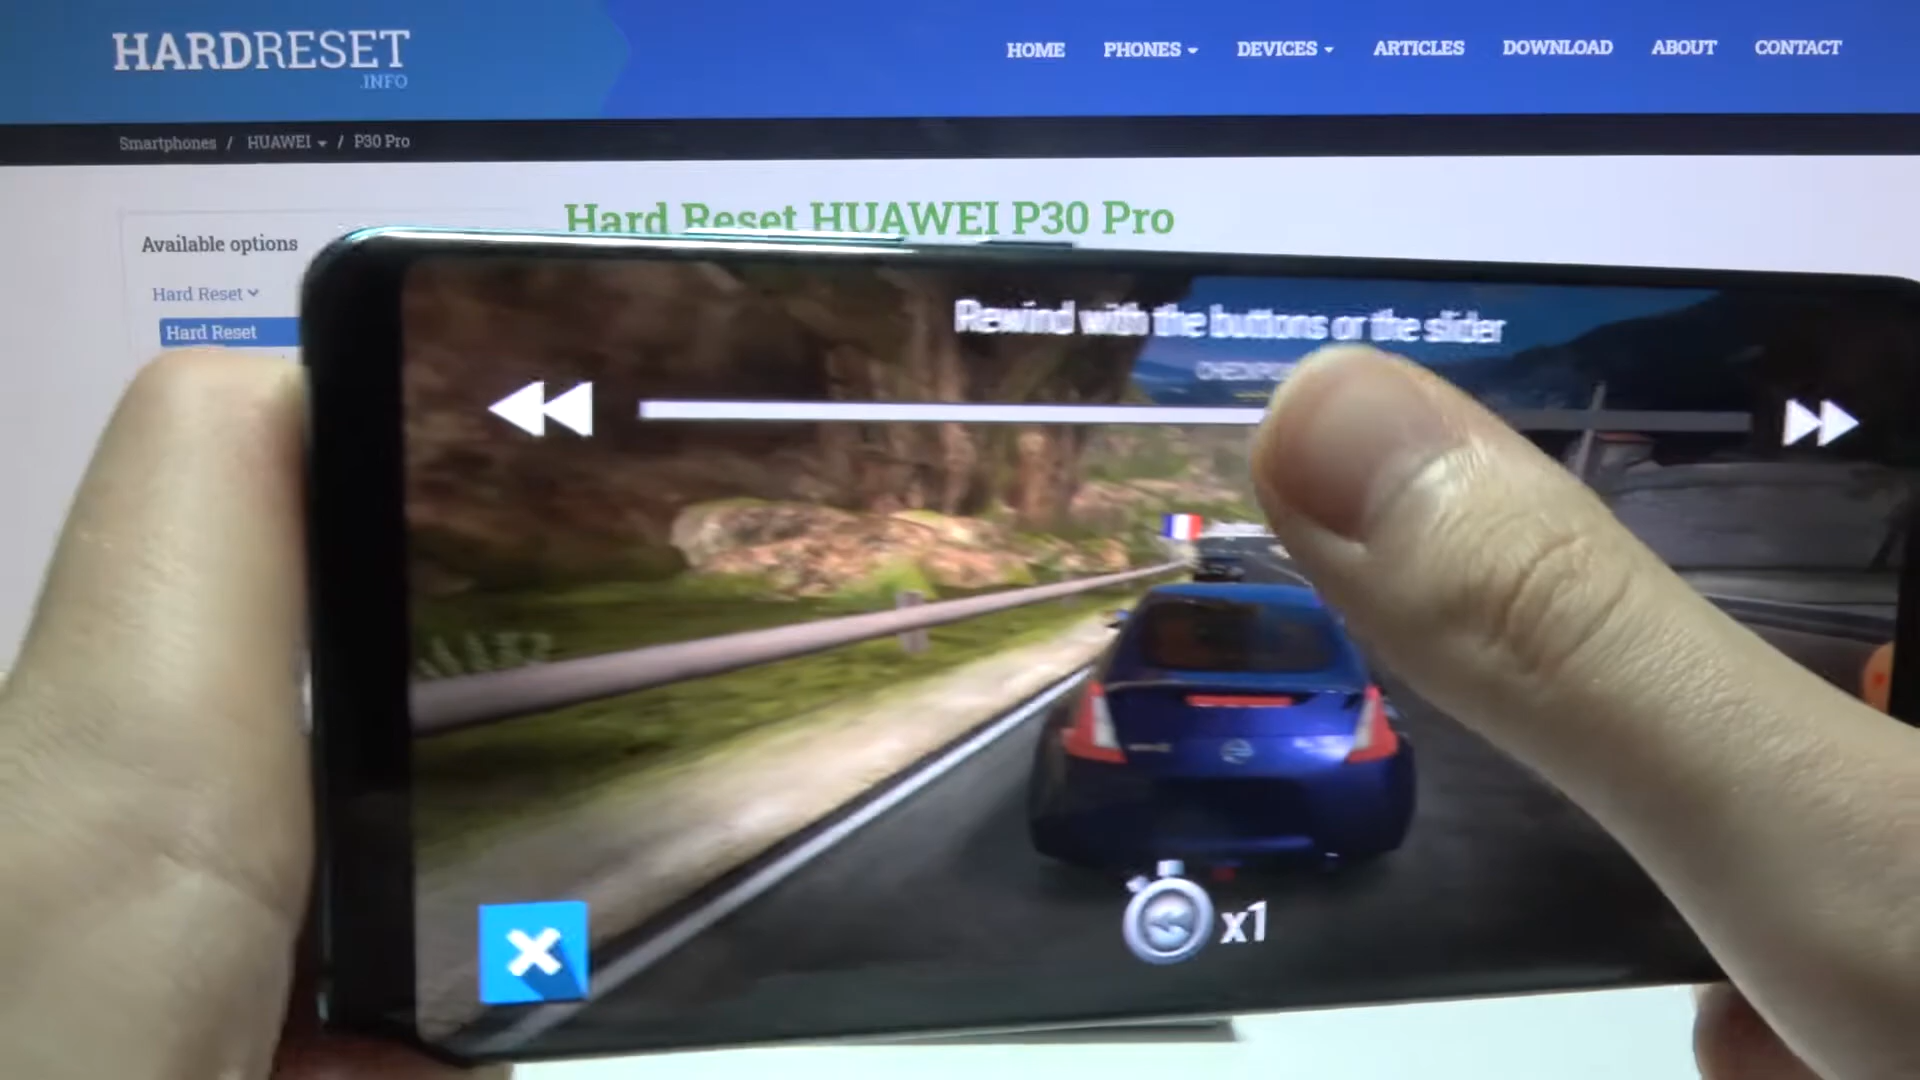 HARDRESET
.INFO
HOME PHONES DEVICES ARTICLES DOWNLOAD ABOUT CONTACT
Smartphones / HUAWEI / P30 Pro
Hard Reset HUAWEI P30 Pro
Available options
Hard Reset
Hard Reset
Rewind with the buttons or the slider
x1